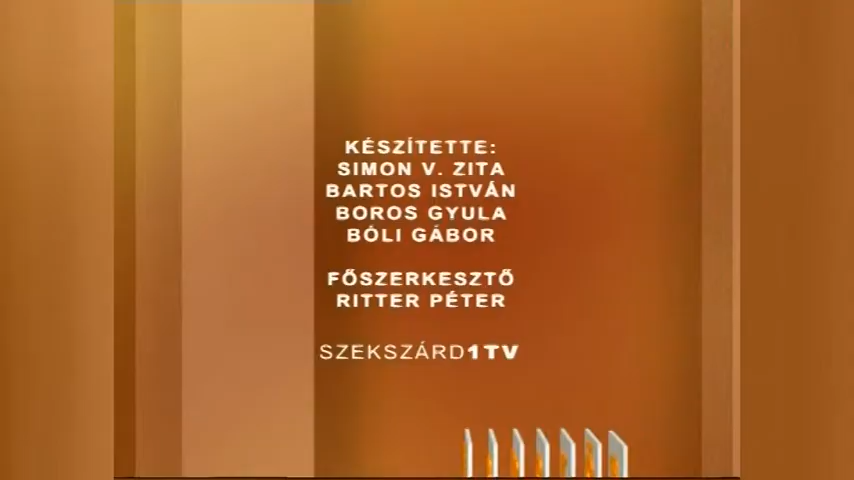 KÉSZÍTETTE:
SIMON V. ZITA
BARTOS ISTVÁN
BOROS GYULA
BÓLI GÁBOR
FŐSZERKESZTŐ
RITTER PÉTER
SZEKSZÁRD1TV